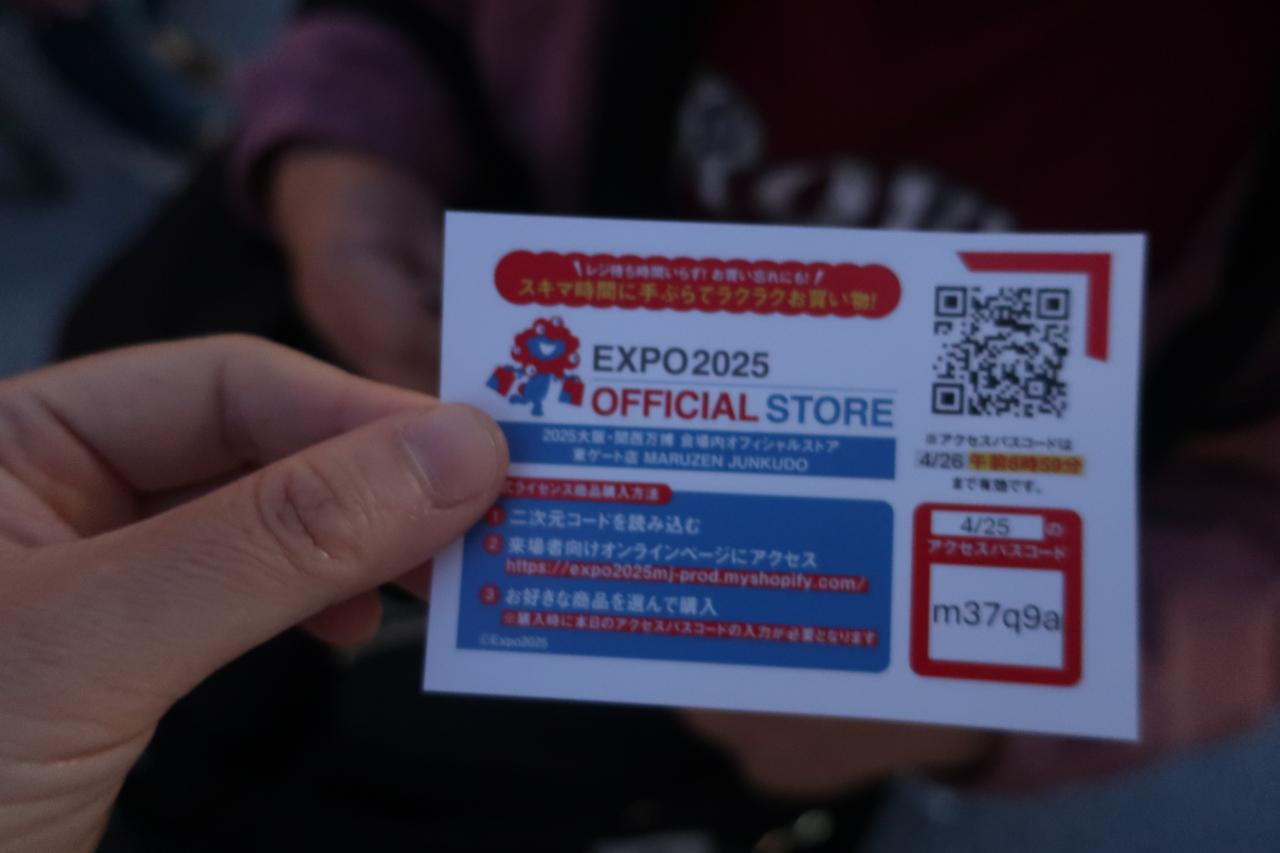 レジ待ち時間いらず! お買い忘れにも!
スキマ時間に手ぶらでラクラクお買い物!
EXPO2025
OFFICIAL STORE
2025大阪・関西万博 会場内オフィシャルストア
東ゲート店 MARUZEN JUNKUDO
ライセンス商品購入方法
1 二次元コードを読み込む
2 来場者向けオンラインページにアクセス
https://expo2025mj-prod.myshopify.com/
3 お好きな商品を選んで購入
※購入時に本日のアクセスパスコードの入力が必要となります
©Expo2025
※アクセスパスコードは
4/26 午前8時59分
まで有効です。
4/25 の
アクセスパスコード
m37q9a